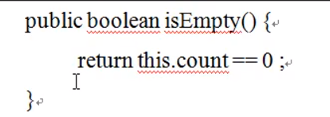 public boolean isEmpty() {
return this.count == 0 ;
}